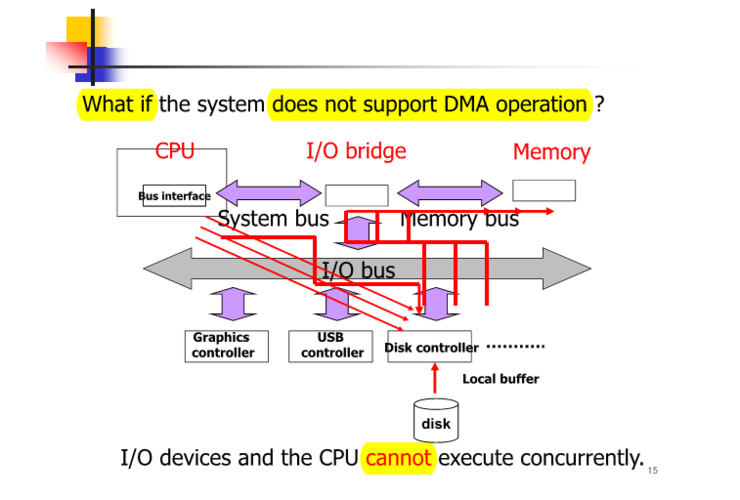 What if the system does not support DMA operation ?
CPU
I/O bridge
Memory
Bus interface
System bus
Memory bus
I/O bus
Graphics
controller
USB
controller
Disk controller
Local buffer
disk
I/O devices and the CPU cannot execute concurrently.
15